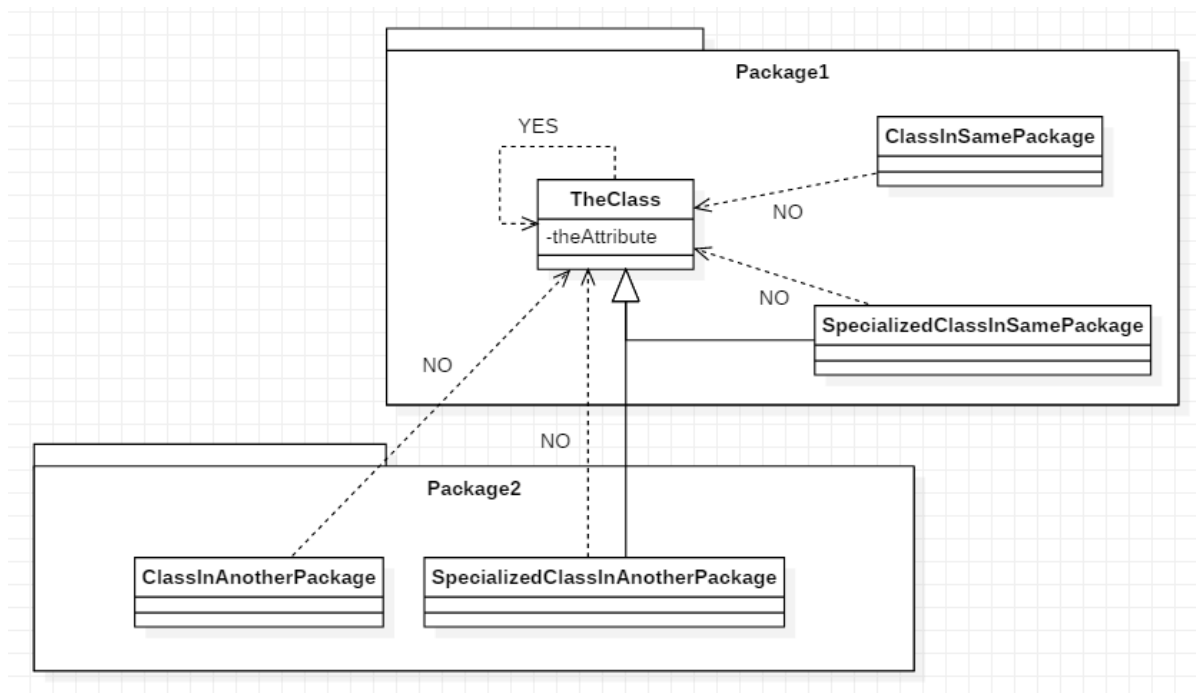 Package1
YES
ClassInSamePackage
TheClass
NO
-theAttribute
NO
SpecializedClassInSamePackage
NO
NO
Package2
ClassInAnotherPackage
SpecializedClassInAnotherPackage